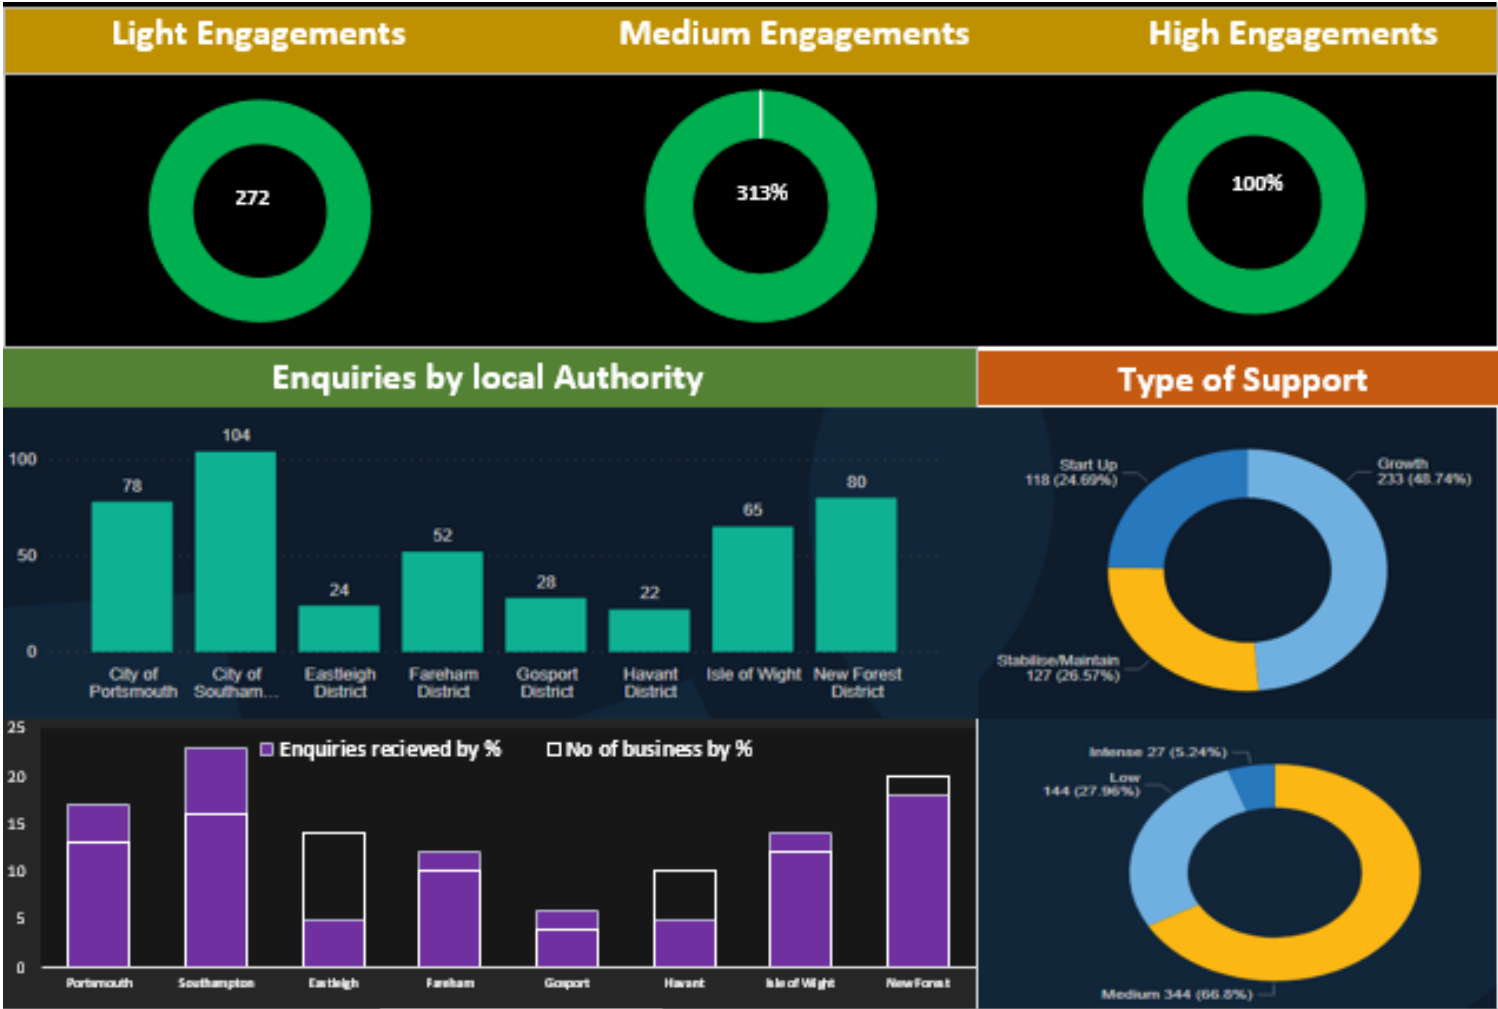 Light Engagements
Medium Engagements
High Engagements
272
313%
100%
Enquiries by local Authority
100
50
0
78
104
24
52
28
22
65
80
City of
Portsmouth
City of
Southam...
Eastleigh
District
Fareham
District
Gosport
District
Havant
District
Isle of Wight
New Forest
District
Type of Support
Start Up
118 (24.69%)
Growth
233 (48.74%)
Stabilise/Maintain
127 (26.57%)
Enquiries recieved by %
No of business by %
25
20
15
10
5
0
Portsmouth
Southampton
Eastleigh
Fareham
Gosport
Havant
Isle of Wight
New Forest
Intense 27 (5.24%)
Low
144 (27.96%)
Medium 344 (66.8%)